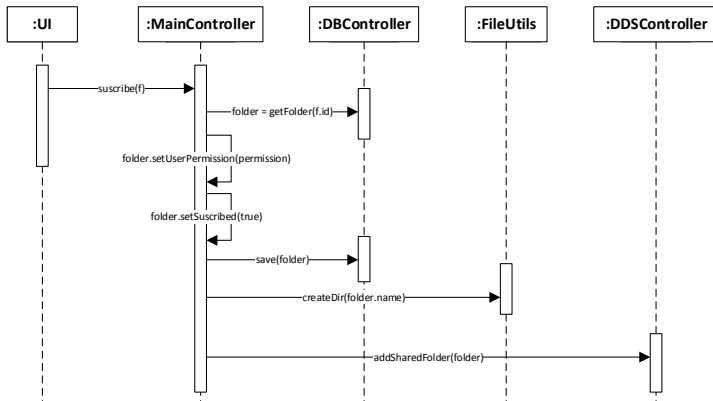 :UI
:MainController
:DBController
:FileUtils
:DDSController
suscribe(f)
folder = getFolder(f.id)
folder.setUserPermission(permission)
folder.setSuscribed(true)
save(folder)
createDir(folder.name)
addSharedFolder(folder)